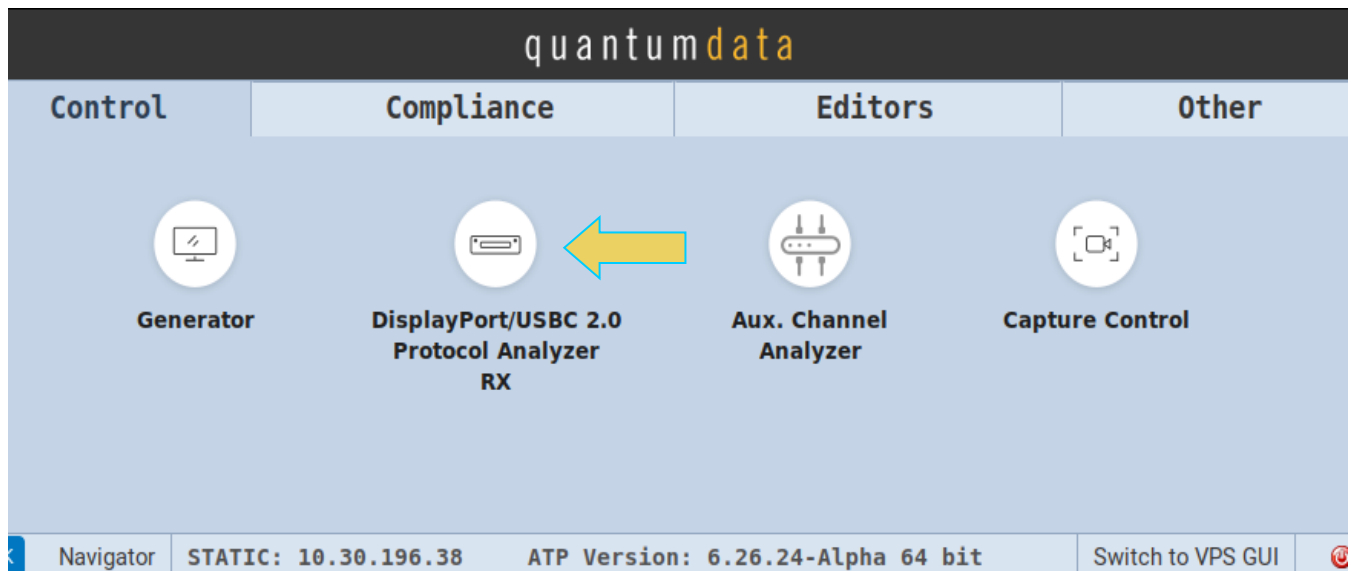 quantumdata
Control
Compliance
Editors
Other
Generator
DisplayPort/USBC 2.0
Protocol Analyzer
RX
Aux. Channel
Analyzer
Capture Control
Navigator
STATIC: 10.30.196.38
ATP Version: 6.26.24-Alpha 64 bit
Switch to VPS GUI